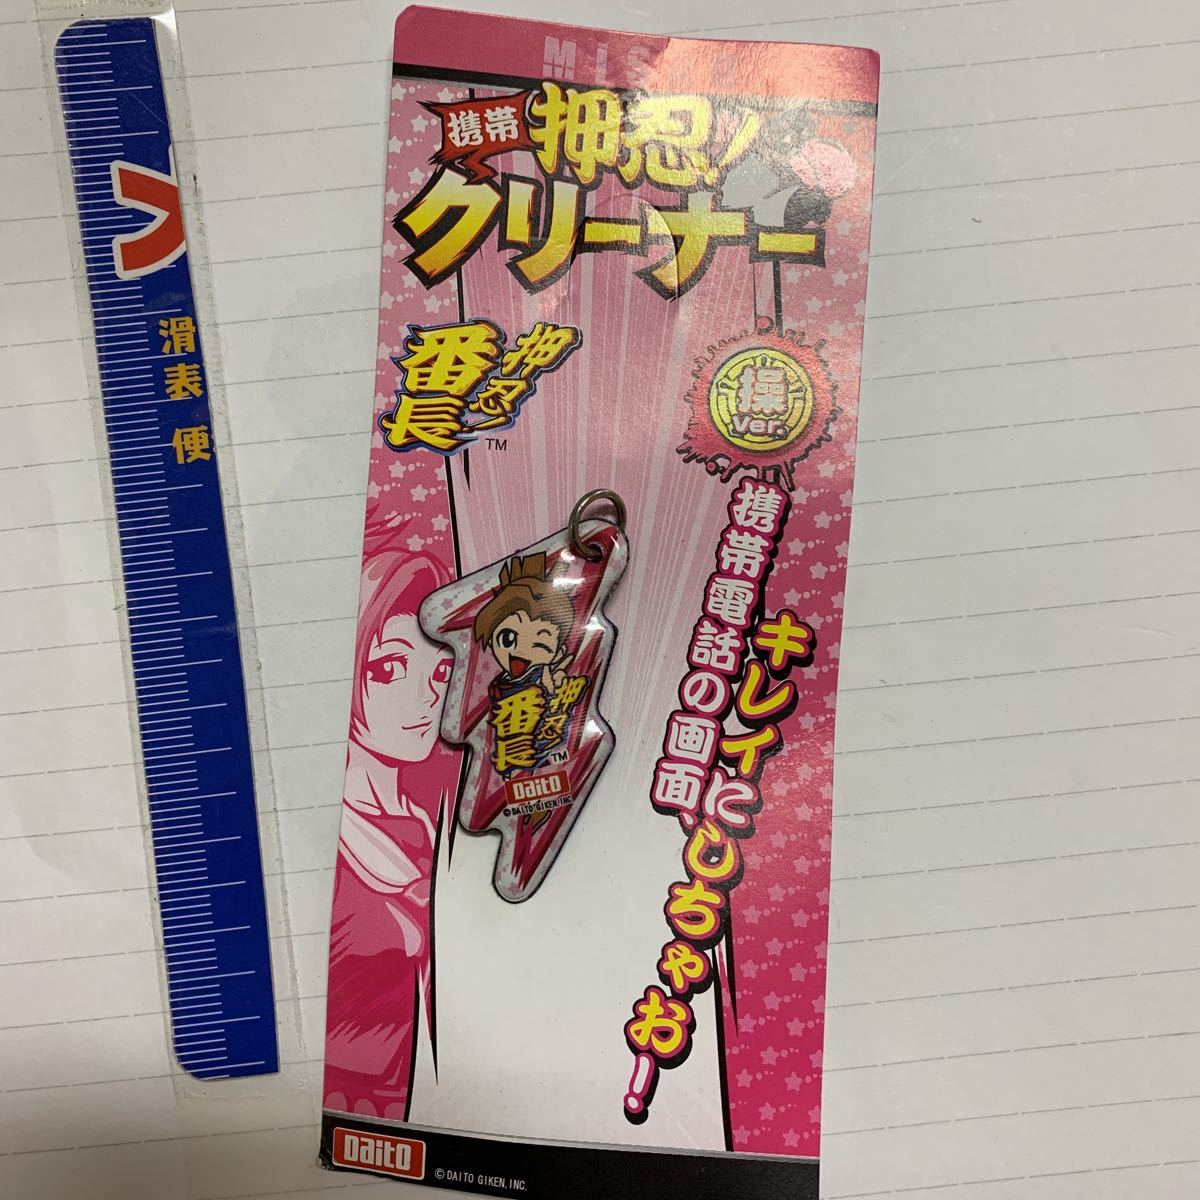 MISAO
携帯
押忍!
クリーナー
押忍!
番長
TM
操
ver.
携帯電話の画面、
キレイにしちゃお!
押忍!
番長
TM
Daito
©DAITO GIKEN, INC
Daito
©DAITO GIKEN, INC.
滑
表
便